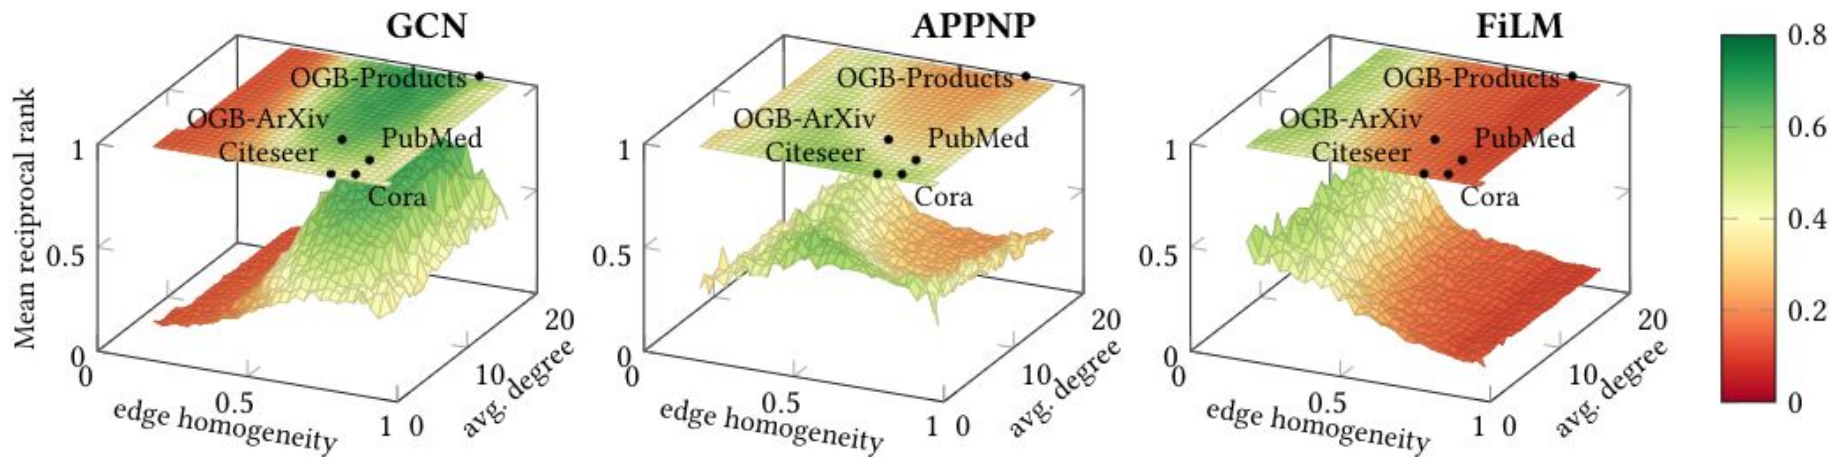 GCN
APPNP
FiLM
Mean reciprocal rank
1
0.5
0
0
0.5
1
0
10
20
edge homogeneity
avg. degree
OGB-Products
OGB-ArXiv
PubMed
Citeseer
Cora
1
0.5
0
0
0.5
1
0
10
20
edge homogeneity
avg. degree
OGB-Products
OGB-ArXiv
PubMed
Citeseer
Cora
1
0.5
0
0
0.5
1
0
10
20
edge homogeneity
avg. degree
OGB-Products
OGB-ArXiv
PubMed
Citeseer
Cora
0.8
0.6
0.4
0.2
0